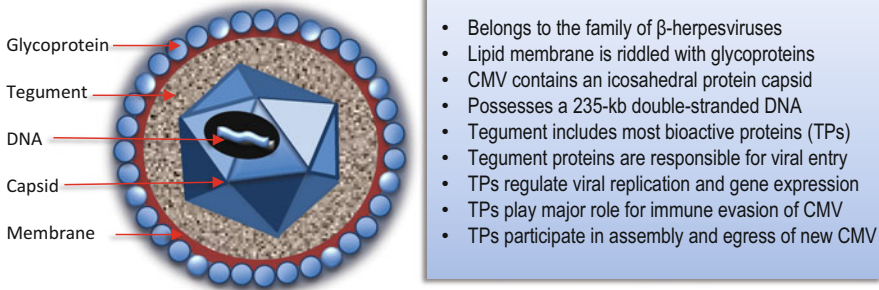 Glycoprotein
Tegument
DNA
Capsid
Membrane
• Belongs to the family of β-herpesviruses
• Lipid membrane is riddled with glycoproteins
• CMV contains an icosahedral protein capsid
• Possesses a 235-kb double-stranded DNA
• Tegument includes most bioactive proteins (TPs)
• Tegument proteins are responsible for viral entry
• TPs regulate viral replication and gene expression
• TPs play major role for immune evasion of CMV
• TPs participate in assembly and egress of new CMV